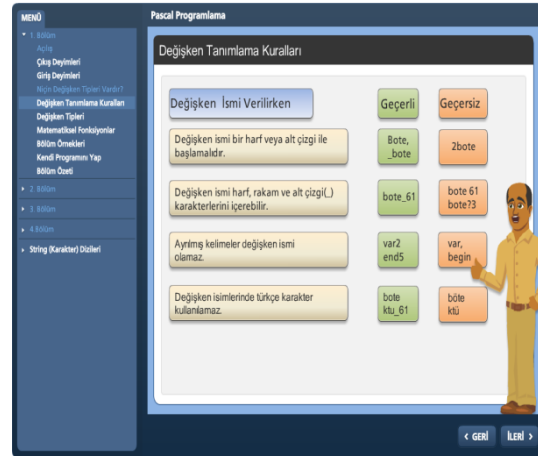 MENÜ
1. Bölüm
Açılış
Çıkış Deyimleri
Giriş Deyimleri
Niçin Değişken Tipleri Vardır?
Değişken Tanımlama Kuralları
Değişken Tipleri
Matematiksel Fonksiyonlar
Bölüm Örnekleri
Kendi Programını Yap
Bölüm Özeti
2. Bölüm
3. Bölüm
4.Bölüm
String (Karakter) Dizileri
Pascal Programlama
Değişken Tanımlama Kuralları
Değişken İsmi Verilirken
Geçerli
Geçersiz
Değişken ismi bir harf veya alt çizgi ile
başlamalıdır.
Bote,
_bote
2bote
Değişken ismi harf, rakam ve alt çizgi(_)
karakterlerini içerebilir.
bote_61
bote 61
bote?3
Ayrılmış kelimeler değişken ismi
olamaz.
var2
end5
var,
begin
Değişken isimlerinde türkçe karakter
kullanılamaz.
bote
ktu_61
böte
ktü
< GERİ
İLERİ >